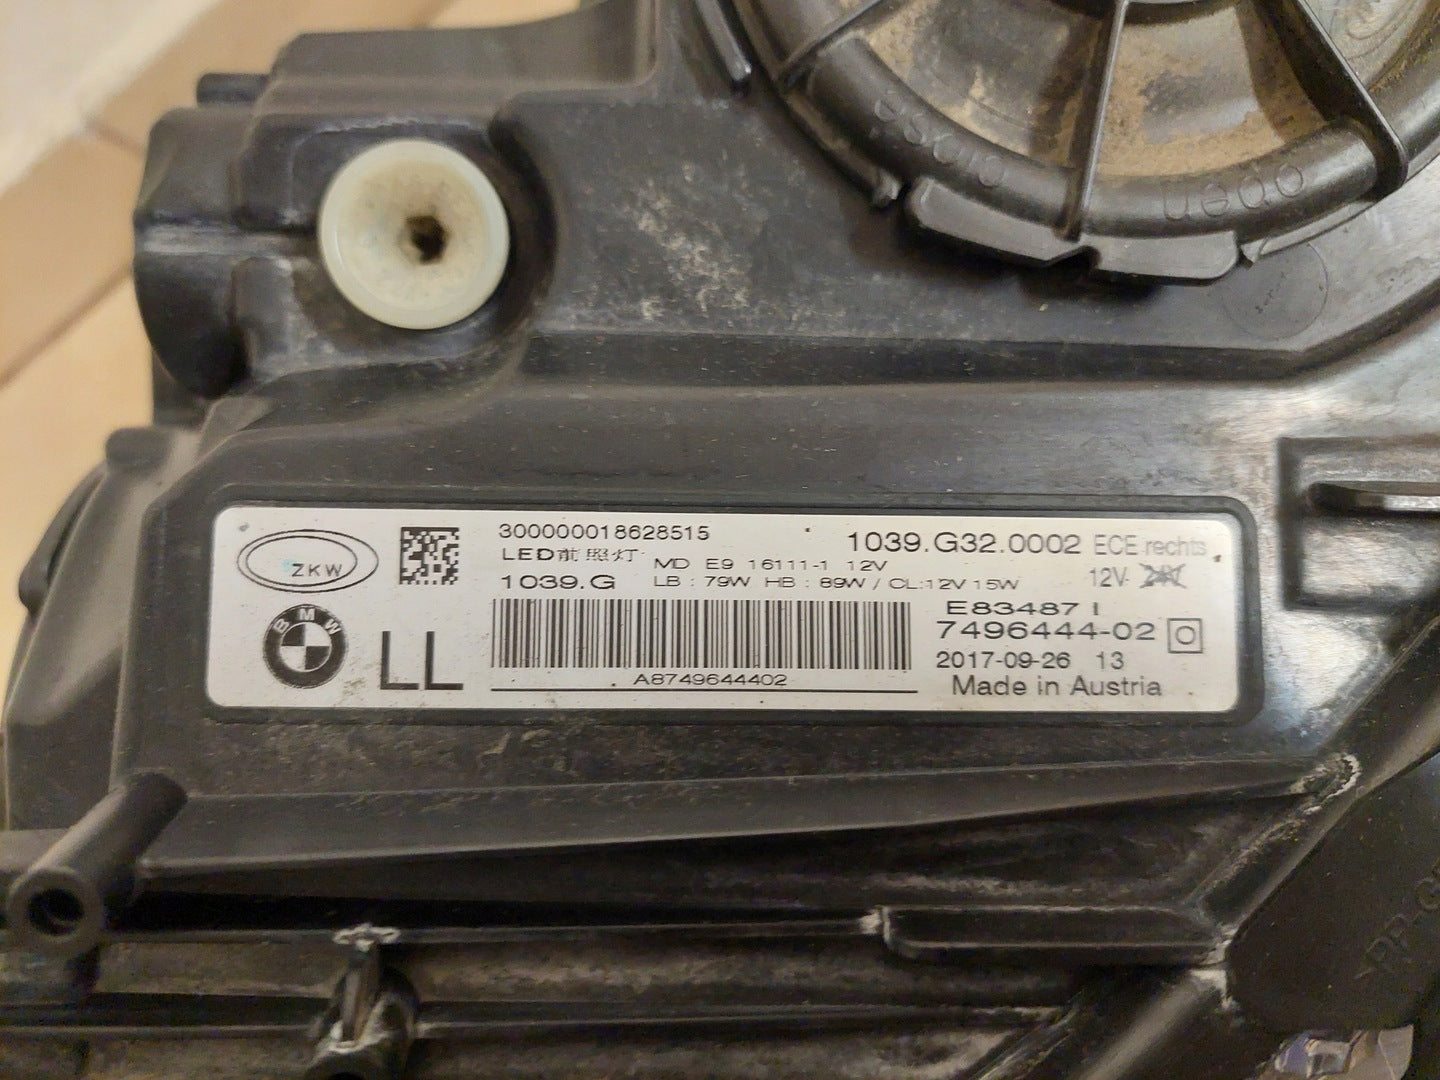 geschl
open
ZKW
300000018628515
LED前照灯
MD E9 16111-1 12V
1039.G LB: 79W HB: 89W / CL:12V 15W
1039.G32.0002 ECE rechts
12V 24V
BMW
LL
A8749644402
E83487 I
7496444-02
2017-09-26 13
Made in Austria